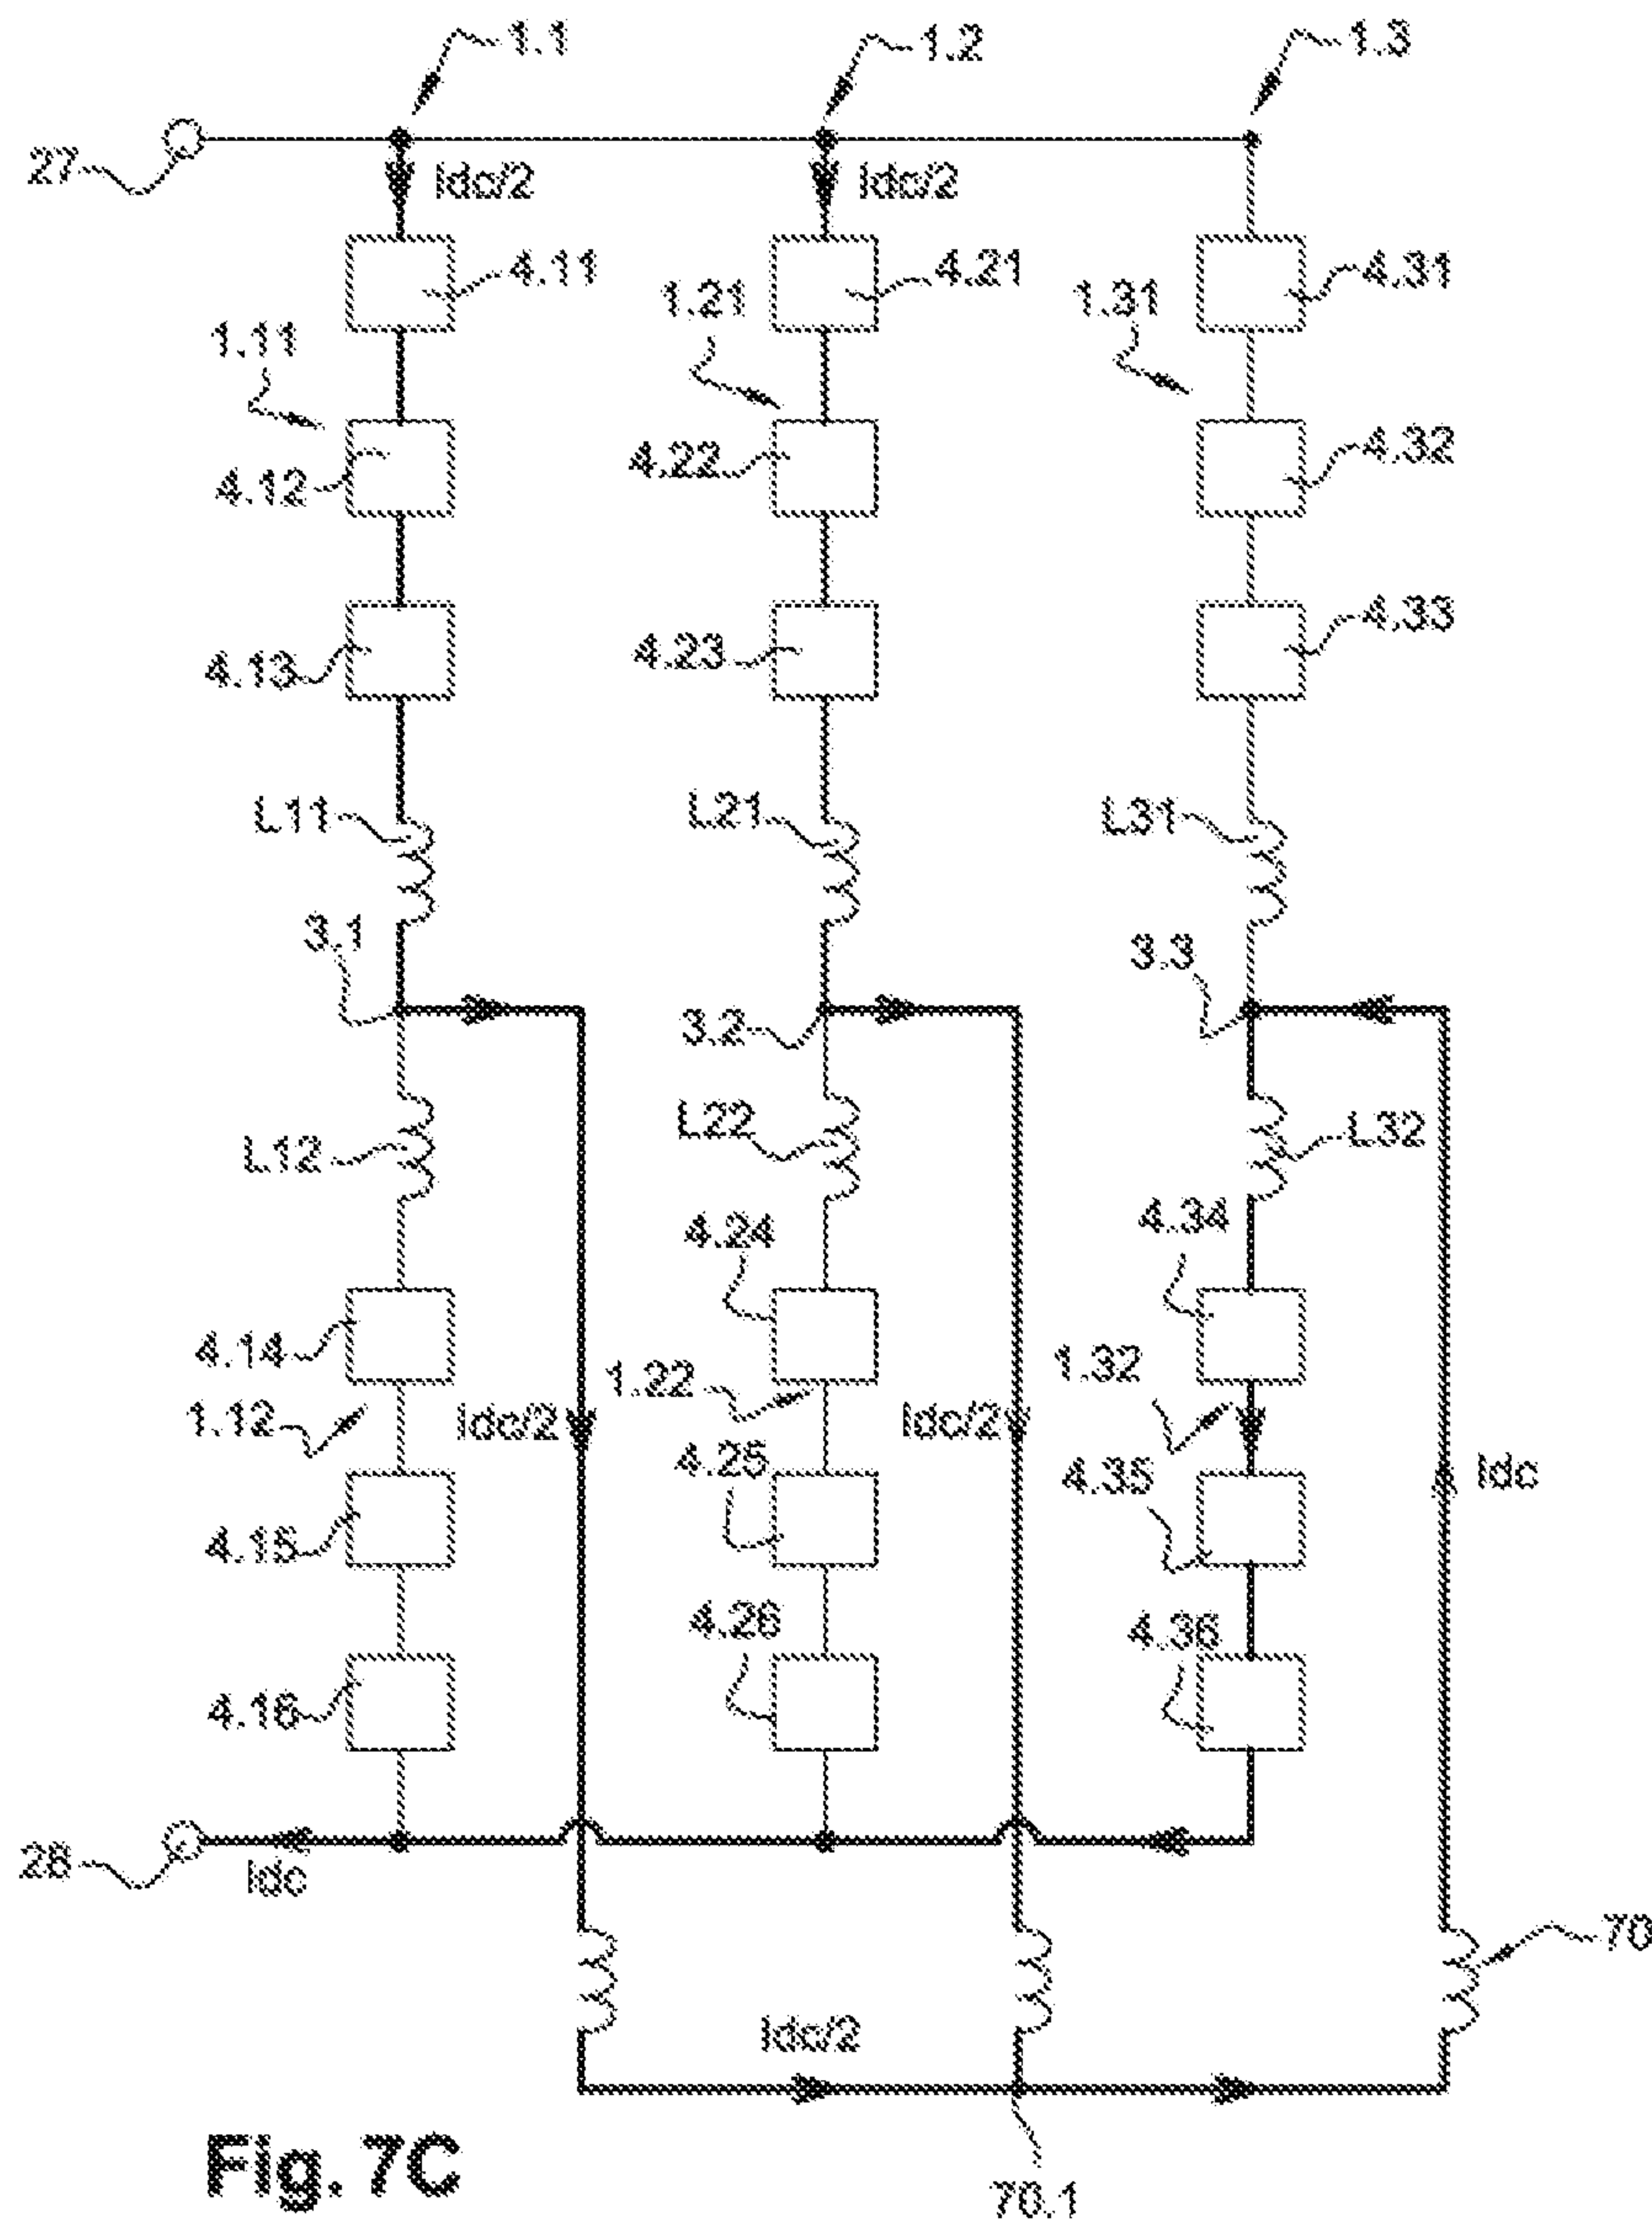 1.1
1.2
1.3
27
Idc/2
Idc/2
4.11
4.21
4.31
1.11
1.21
1.31
4.12
4.22
4.32
4.13
4.23
4.33
L11
L21
L31
3.1
3.2
3.3
L12
L22
L32
4.24
4.34
4.14
1.22
1.32
1.12
Idc/2
Idc/2
4.25
4.35
Idc
4.15
4.26
4.36
4.16
28
Idc
70
Idc/2
Fig. 7C
70.1